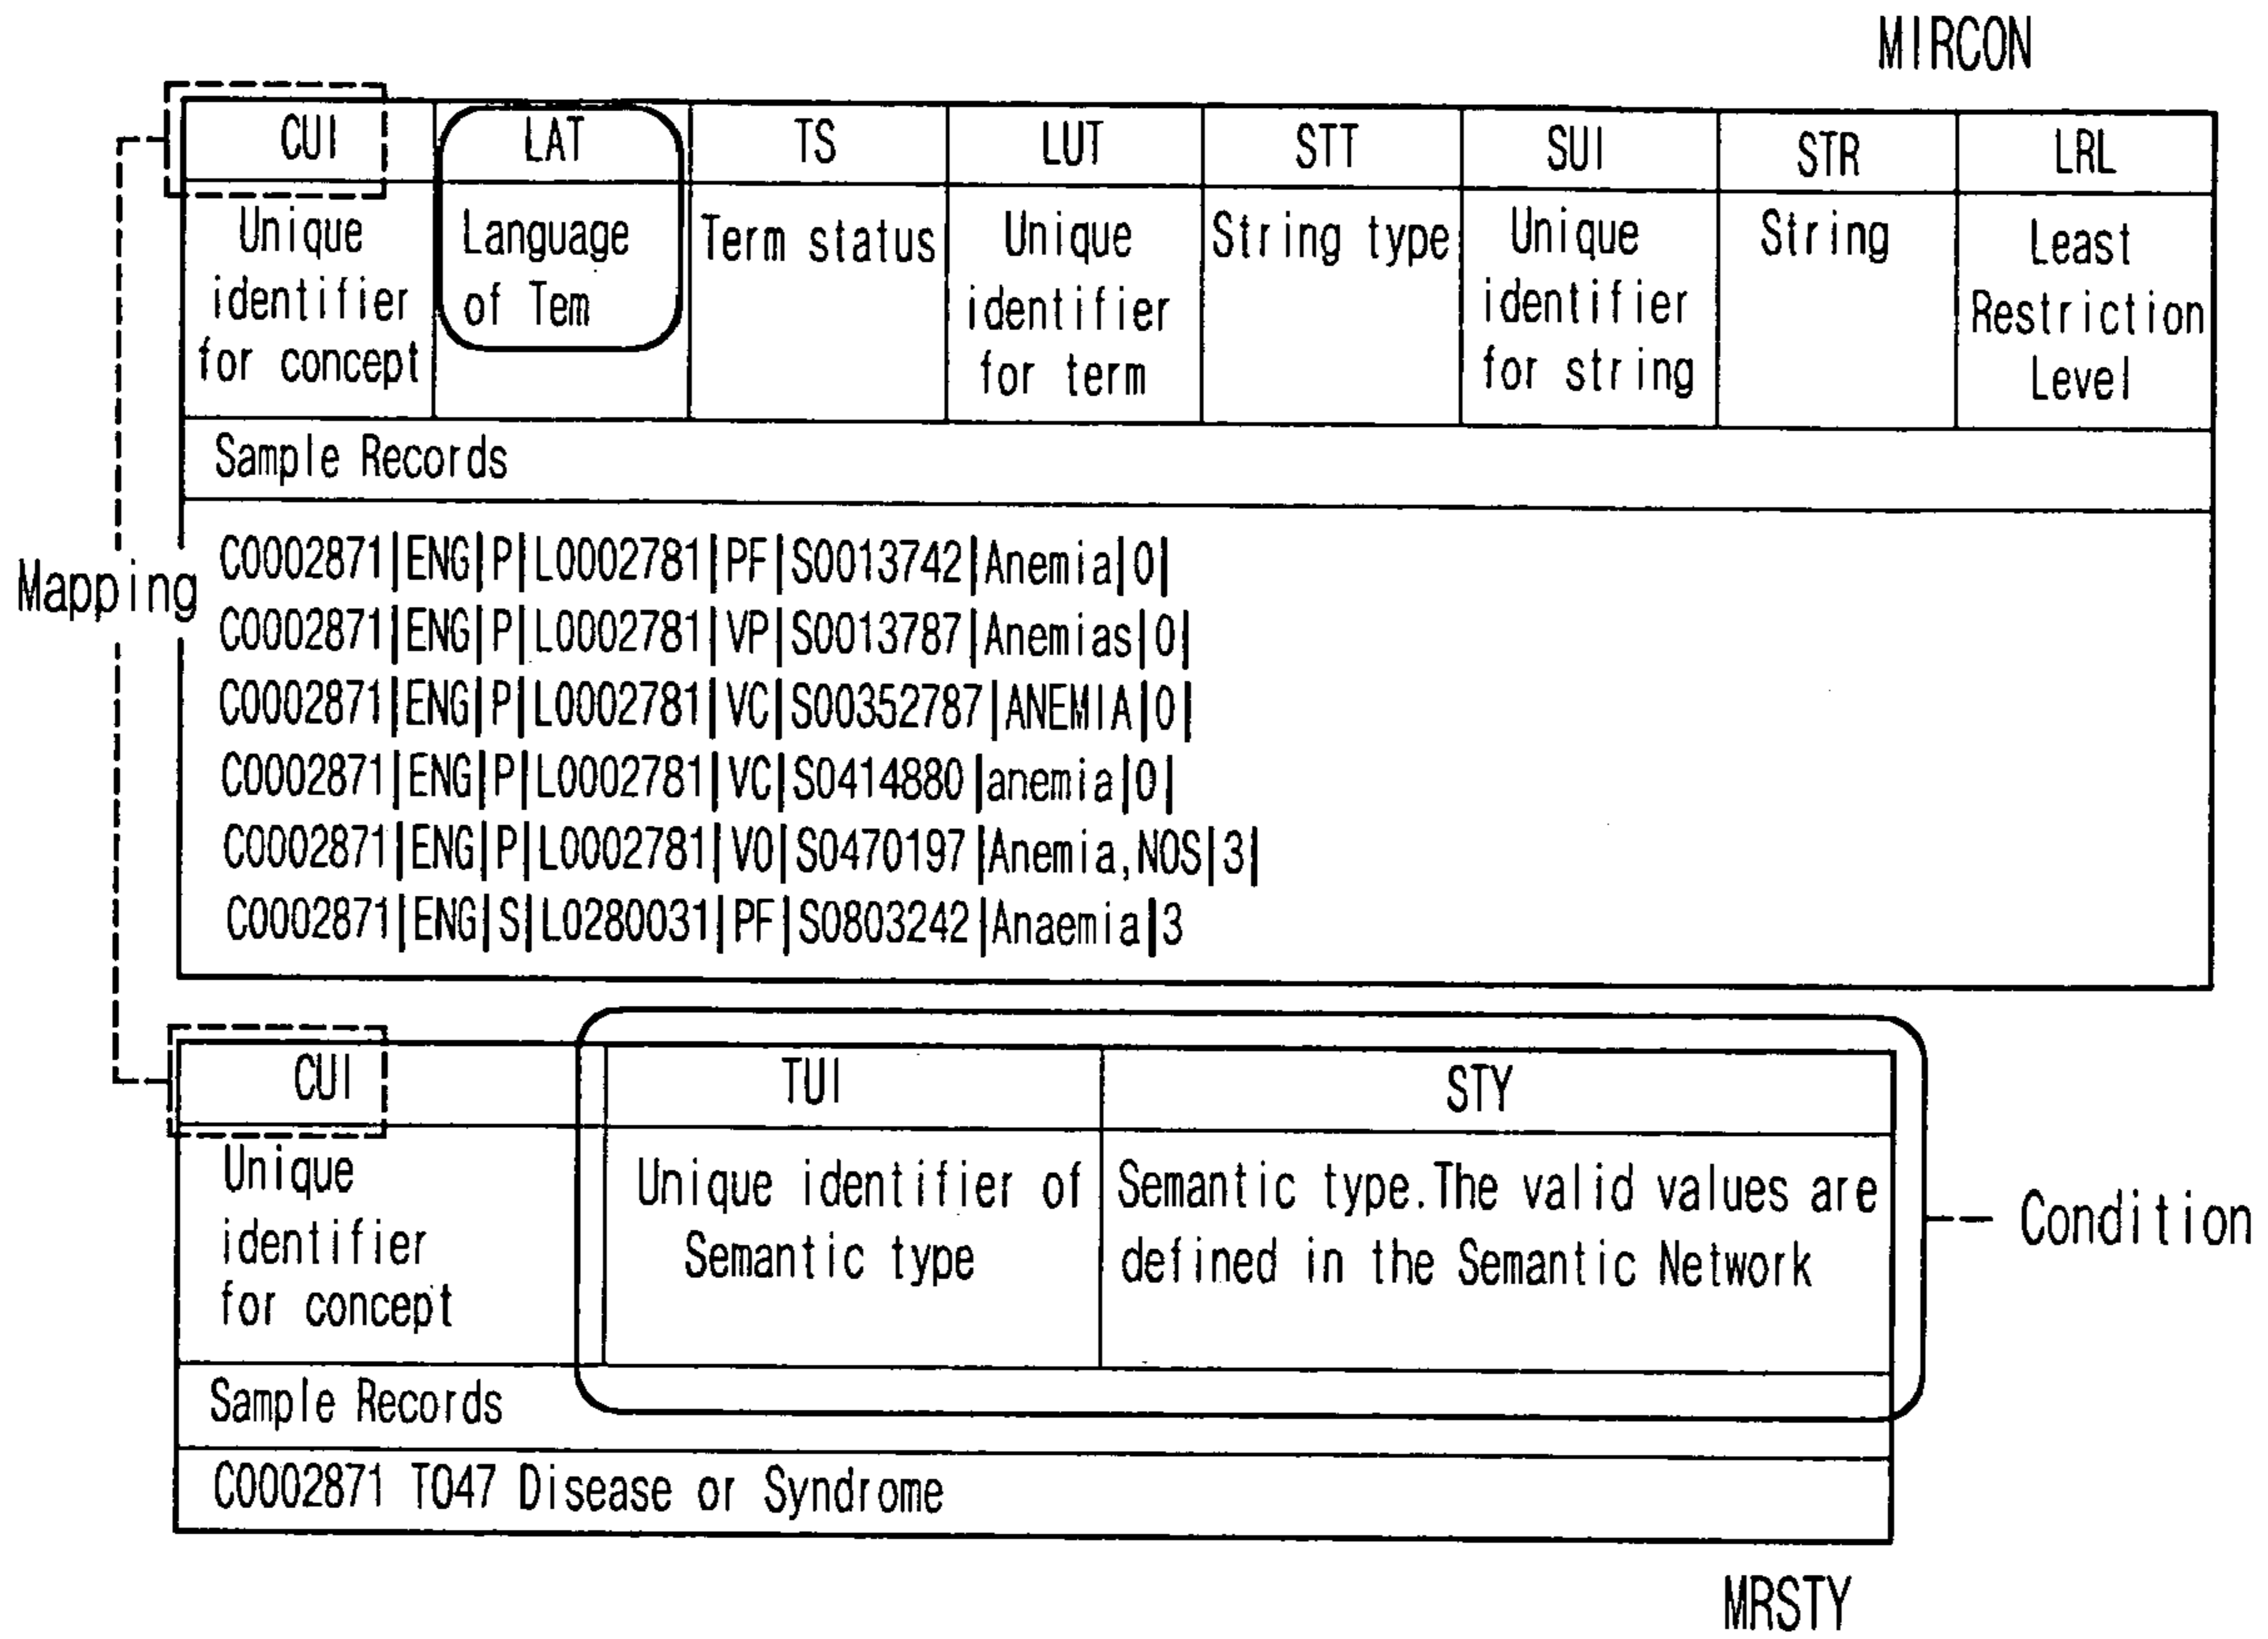 MIRCON
CUI LAT TS LUT STT SUI STR LRL
Unique identifier for concept
Language of Tem
Term status
Unique identifier for term
String type
Unique identifier for string
String
Least Restriction Level
Sample Records
Mapping
C0002871|ENG|P|L0002781|PF|S0013742|Anemia|0|
C0002871|ENG|P|L0002781|VP|S0013787|Anemias|0|
C0002871|ENG|P|L0002781|VC|S00352787|ANEMIA|0|
C0002871|ENG|P|L0002781|VC|S0414880|anemia|0|
C0002871|ENG|P|L0002781|VO|S0470197|Anemia,NOS|3|
C0002871|ENG|S|L0280031|PF|S0803242|Anaemia|3
CUI TUI STY
Unique
identifier
for concept
Unique identifier of
Semantic type
Semantic type.The valid values are
defined in the Semantic Network
Condition
Sample Records
C0002871 T047 Disease or Syndrome
MRSTY